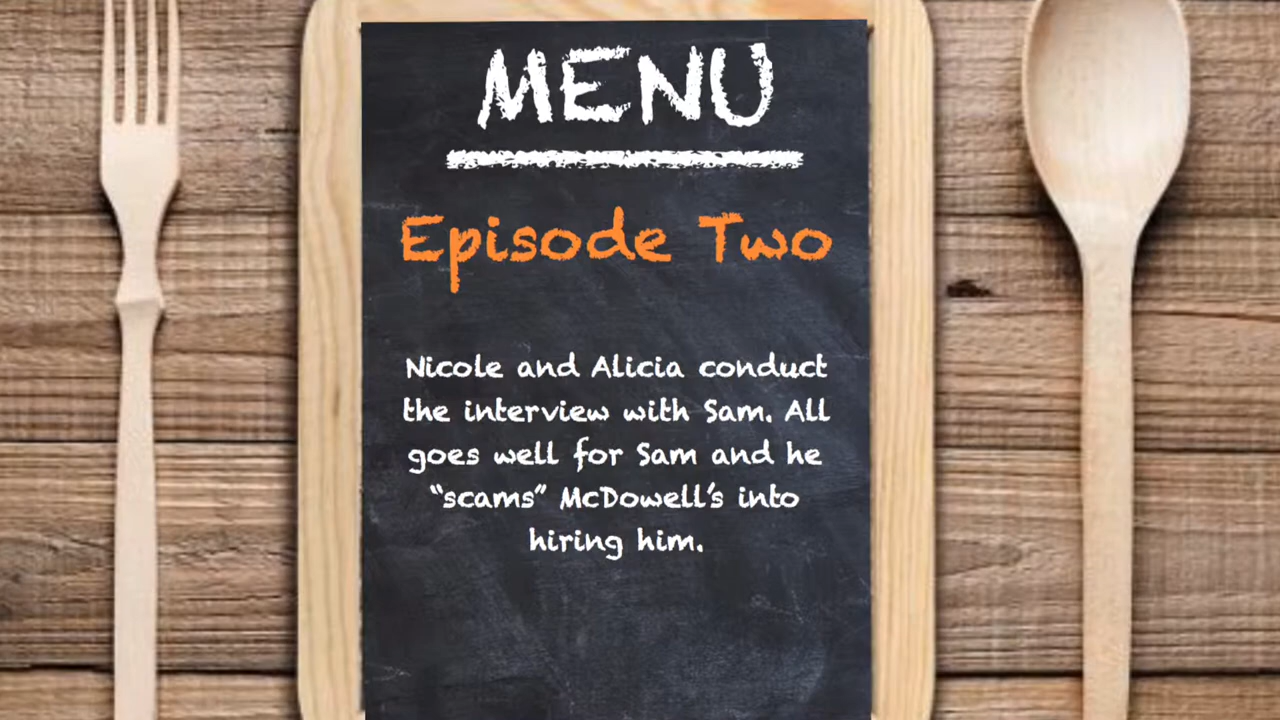 MENU
Episode Two
Nicole and Alicia conduct
the interview with Sam. All
goes well for Sam and he
“scams” McDowell’s into
hiring him.